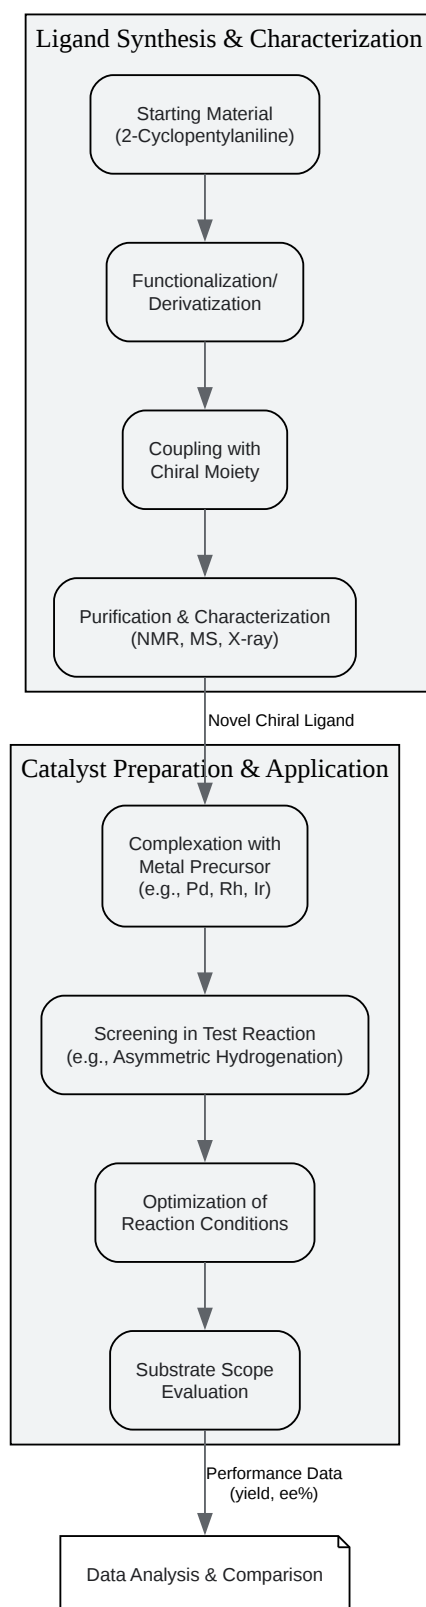 Ligand Synthesis & Characterization
Starting Material
(2-Cyclopentylaniline)
Functionalization/
Derivatization
Coupling with
Chiral Moiety
Purification & Characterization
(NMR, MS, X-ray)
Novel Chiral Ligand
Catalyst Preparation & Application
Complexation with
Metal Precursor
(e.g., Pd, Rh, Ir)
Screening in Test Reaction
(e.g., Asymmetric Hydrogenation)
Optimization of
Reaction Conditions
Substrate Scope
Evaluation
Performance Data
(yield, ee%)
Data Analysis & Comparison